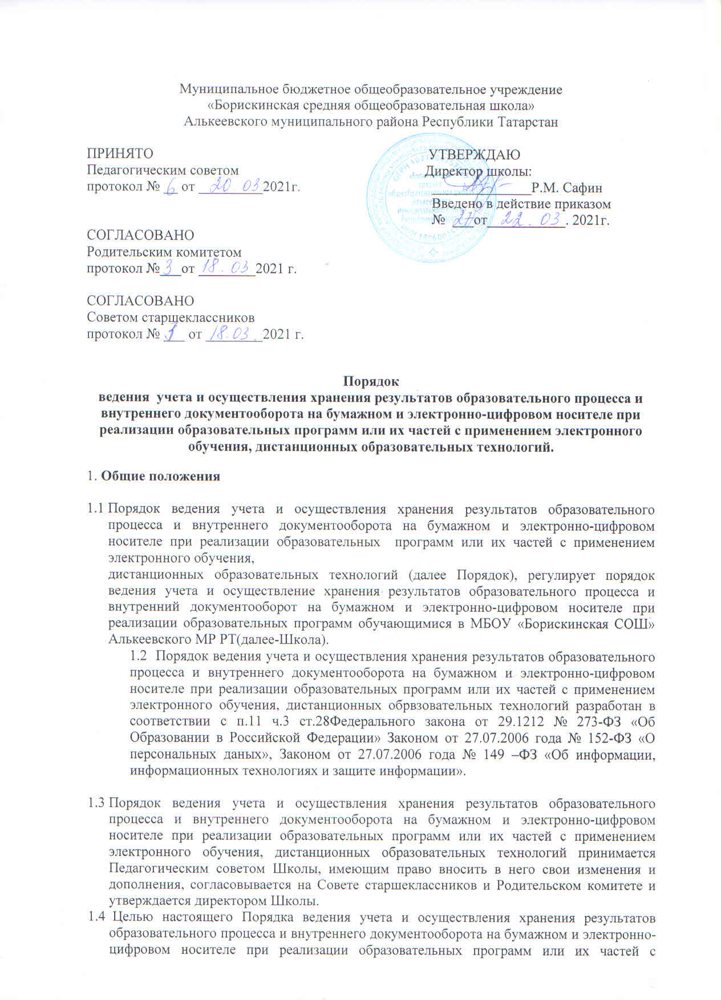 Муниципальное бюджетное общеобразовательное учреждение
«Борискинская средняя общеобразовательная школа»
Алькеевского муниципального района Республики Татарстан
ПРИНЯТО
Педагогическим советом
протокол № 6 от 20.03 2021г.
УТВЕРЖДАЮ
Директор школы:
Р.М. Сафин
Введено в действие приказом
№ 27 от 22.03. 2021г.
СОГЛАСОВАНО
Родительским комитетом
протокол № 3 от 18.03 2021 г.
СОГЛАСОВАНО
Советом старшеклассников
протокол № от 18.03. 2021 г.
Порядок
ведения учета и осуществления хранения результатов образовательного процесса и
внутреннего документооборота на бумажном и электронно-цифровом носителе при
реализации образовательных программ или их частей с применением электронного
обучения, дистанционных образовательных технологий.
1. Общие положения
1.1 Порядок ведения учета и осуществления хранения результатов образовательного
процесса и внутреннего документооборота на бумажном и электронно-цифровом
носителе при реализации образовательных программ или их частей с применением
электронного обучения,
дистанционных образовательных технологий (далее Порядок), регулирует порядок
ведения учета и осуществление хранения результатов образовательного процесса и
внутренний документооборот на бумажном и электронно-цифровом носителе при
реализации образовательных программ обучающимися в МБОУ «Борискинская СОШ»
Алькеевского МР РТ(далее-Школа).
1.2 Порядок ведения учета и осуществления хранения результатов образовательного
процесса и внутреннего документооборота на бумажном и электронно-цифровом
носителе при реализации образовательных программ или их частей с применением
электронного обучения, дистанционных обрвзовательных технологий разработан в
соответствии с п.11 ч.3 ст.28Федерального закона от 29.1212 № 273-ФЗ «Об
Образовании в Российской Федерации» Законом от 27.07.2006 года № 152-ФЗ «О
персональных даных», Законом от 27.07.2006 года № 149 –ФЗ «Об информации,
информационных технологиях и защите информации».
1.3 Порядок ведения учета и осуществления хранения результатов образовательного
процесса и внутреннего документооборота на бумажном и электронно-цифровом
носителе при реализации образовательных программ или их частей с применением
электронного обучения, дистанционных образовательных технологий принимается
Педагогическим советом Школы, имеющим право вносить в него свои изменения и
дополнения, согласовывается на Совете старшеклассников и Родительском комитете и
утверждается директором Школы.
1.4 Целью настоящего Порядка ведения учета и осуществления хранения результатов
образовательного процесса и внутреннего документооборота на бумажном и электронно-
цифровом носителе при реализации образовательных программ или их частей с